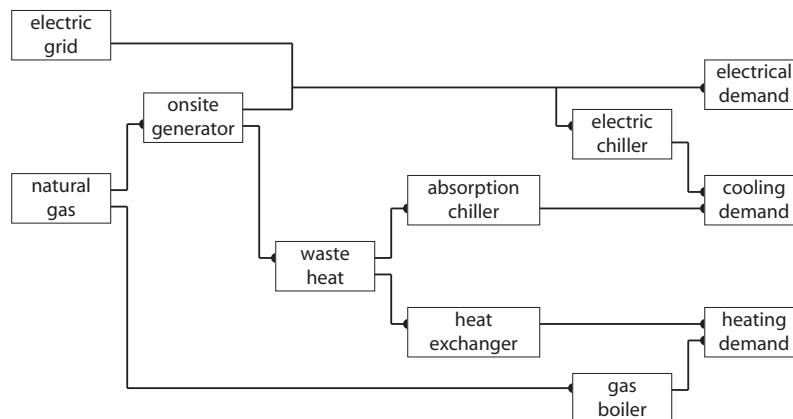 electric
grid
onsite
generator
natural
gas
waste
heat
absorption
chiller
heat
exchanger
electric
chiller
gas
boiler
electrical
demand
cooling
demand
heating
demand